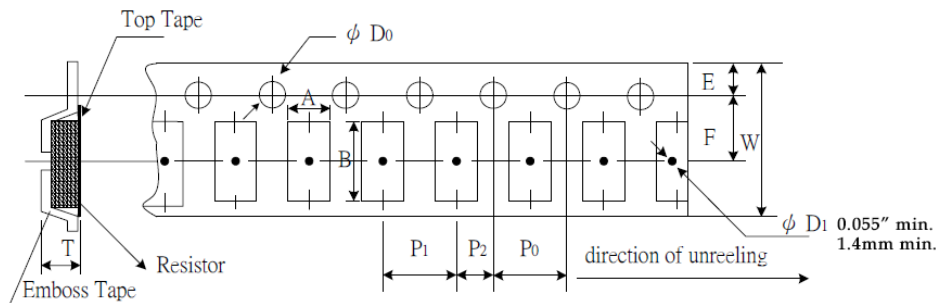 Top Tape
ϕ D0
A
E
F
W
B
ϕ D1 0.055″ min.
1.4mm min.
T
Resistor
P1
P2
P0
direction of unreeling
Emboss Tape